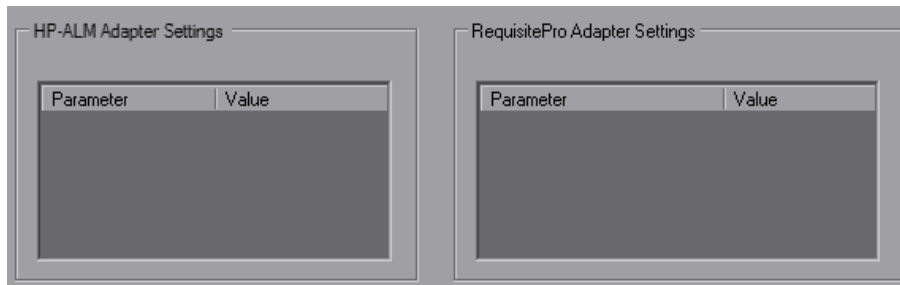 HP-ALM Adapter Settings
RequisitePro Adapter Settings
Parameter Value
Parameter Value